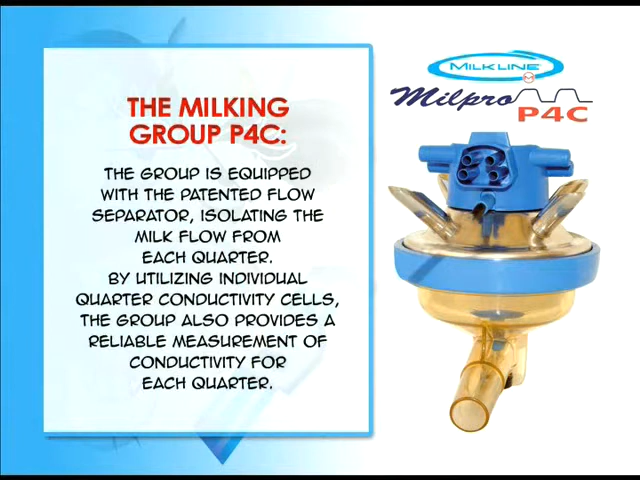 THE MILKING
GROUP P4C:
THE GROUP IS EQUIPPED
WITH THE PATENTED FLOW
SEPARATOR, ISOLATING THE
MILK FLOW FROM
EACH QUARTER.
BY UTILIZING INDIVIDUAL
QUARTER CONDUCTIVITY CELLS,
THE GROUP ALSO PROVIDES A
RELIABLE MEASUREMENT OF
CONDUCTIVITY FOR
EACH QUARTER.
MILKLINE
Milpro
P4C